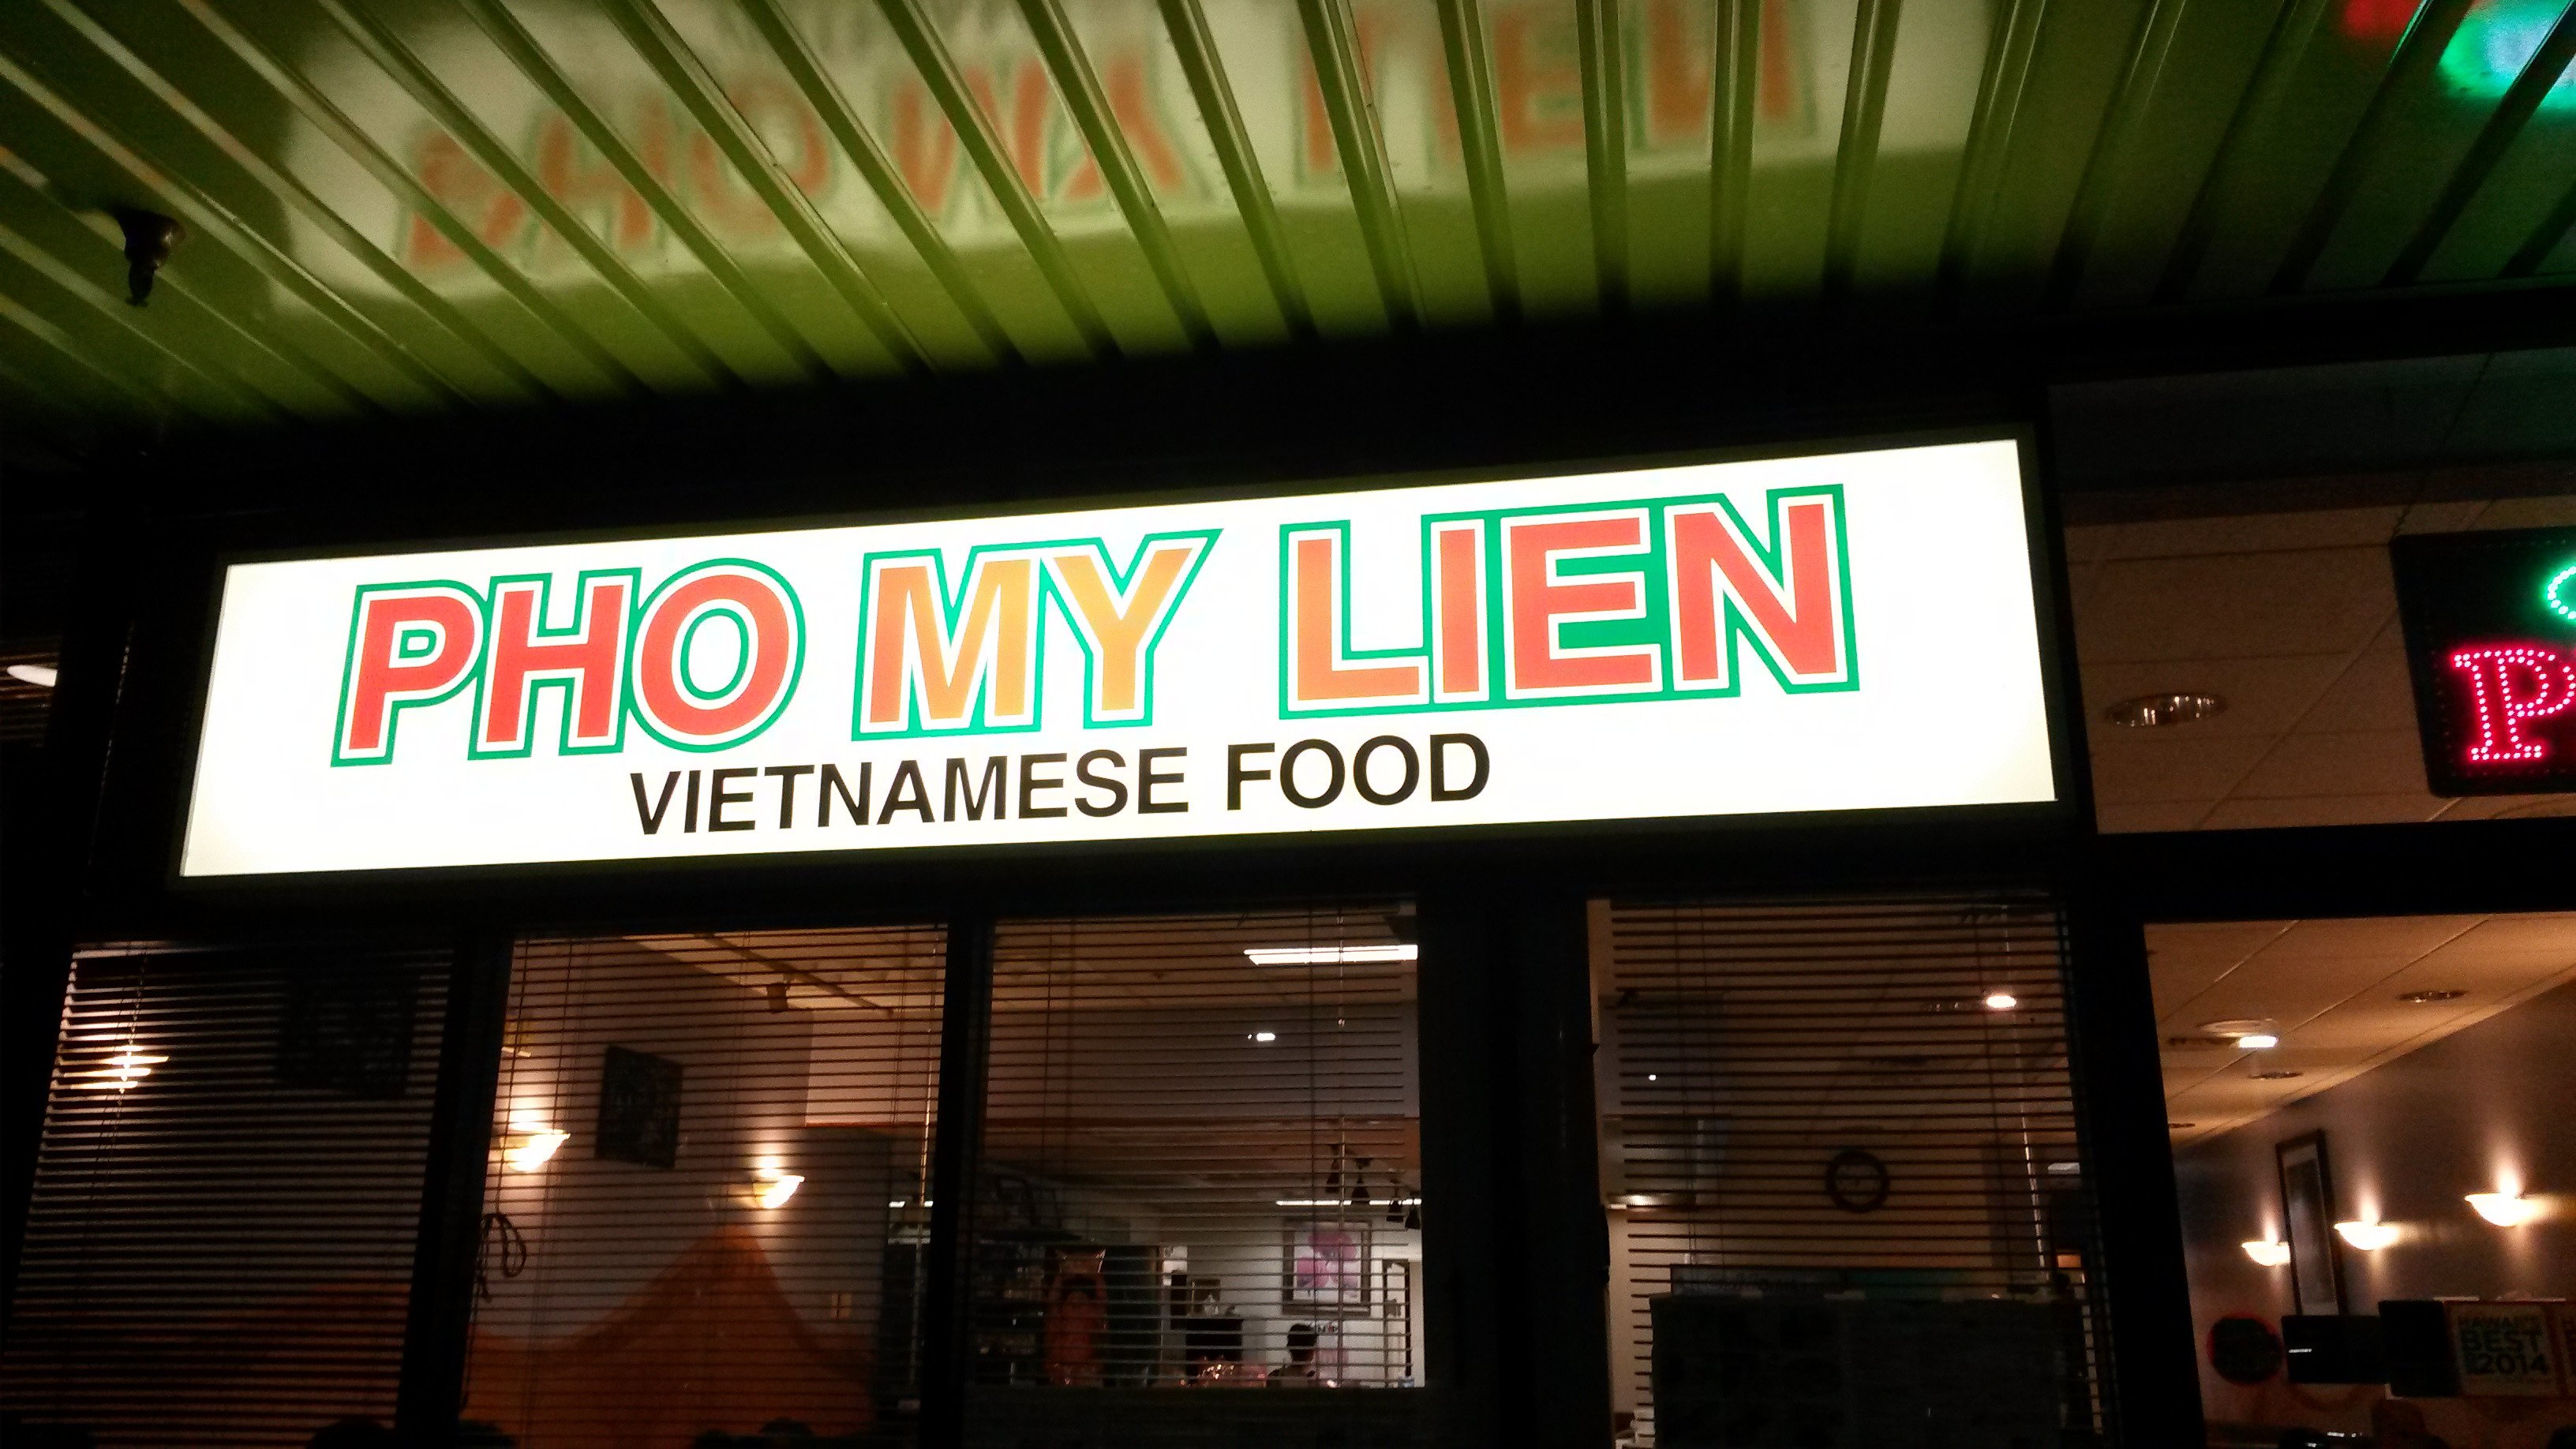 PHO MY LIEN
VIETNAMESE FOOD
P
HAWAII'S
BEST
2014